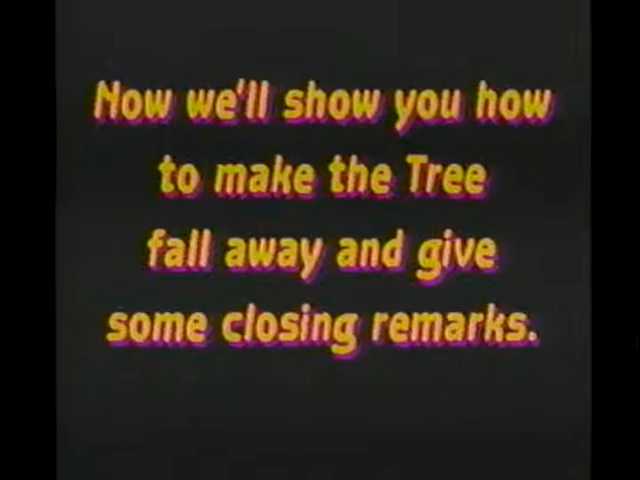 Now we'll show you how
to make the Tree
fall away and give
some closing remarks.